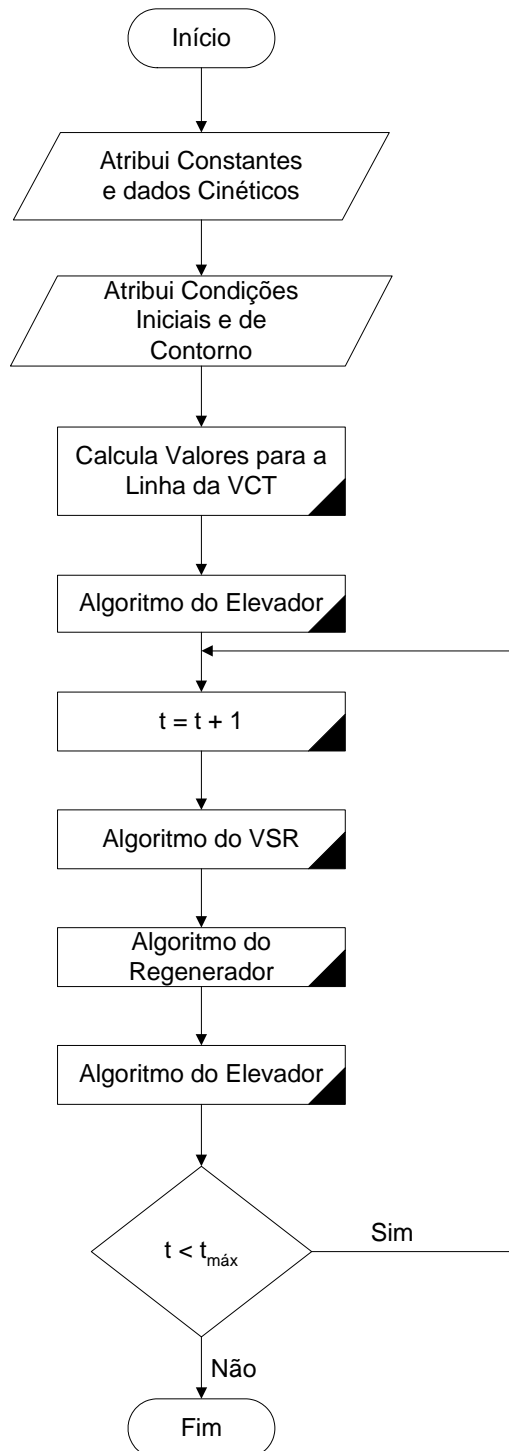 Início
Atribui Constantes
e dados Cinéticos
Atribui Condições
Iniciais e de
Contorno
Calcula Valores para a
Linha da VCT
Algoritmo do Elevador
t = t + 1
Algoritmo do VSR
Algoritmo do
Regenerador
Algoritmo do Elevador
t < tmáx
Sim
Não
Fim